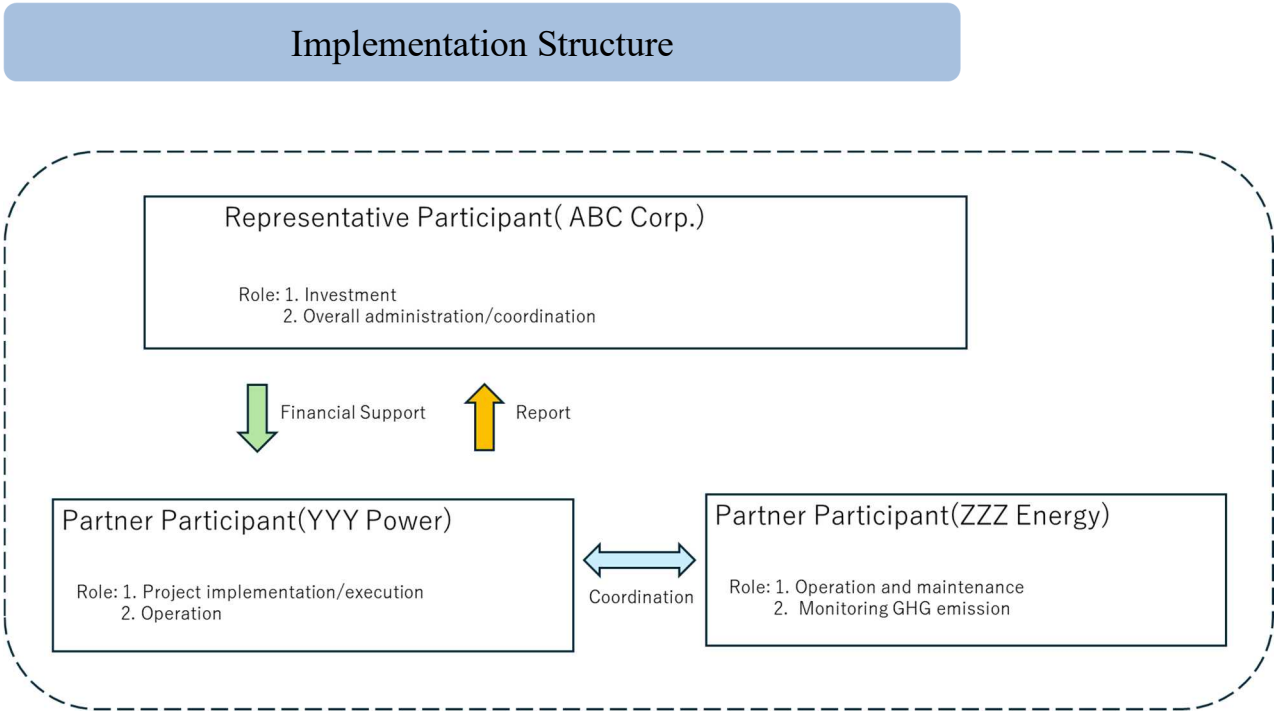 Implementation Structure
Representative Participant( ABC Corp.)
Role: 1. Investment
2. Overall administration/coordination
Financial Support
Report
Partner Participant(YYY Power)
Role: 1. Project implementation/execution
2. Operation
Coordination
Partner Participant(ZZZ Energy)
Role: 1. Operation and maintenance
2. Monitoring GHG emission